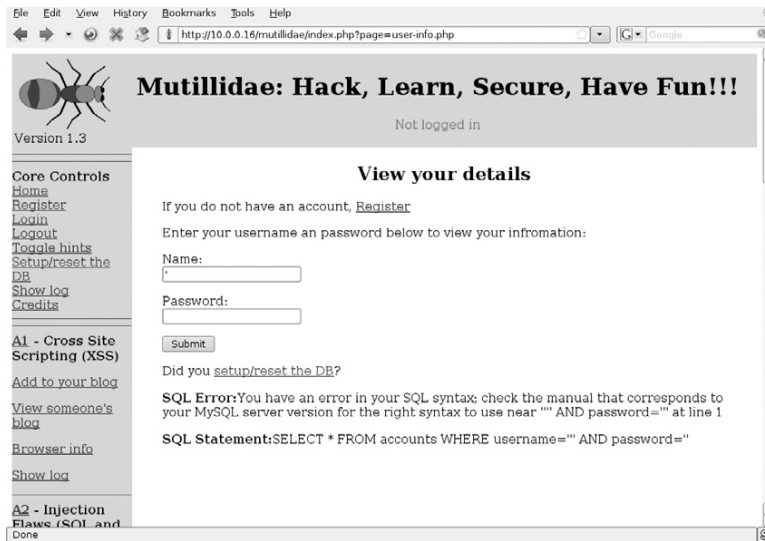 File Edit View History Bookmarks Tools Help
http://10.0.0.16/mutillidae/index.php?page=user-info.php
G Google
Mutillidae: Hack, Learn, Secure, Have Fun!!!
Not logged in
Version 1.3
Core Controls
Home
Register
Login
Logout
Toggle hints
Setup/reset the
DB
Show log
Credits
A1 - Cross Site
Scripting (XSS)
Add to your blog
View someone's
blog
Browser info
Show log
A2 - Injection
Flaws (SQL and
View your details
If you do not have an account, Register
Enter your username an password below to view your infromation:
Name:
'
Password:
Submit
Did you setup/reset the DB?
SQL Error:You have an error in your SQL syntax; check the manual that corresponds to
your MySQL server version for the right syntax to use near '''' AND password='' at line 1
SQL Statement:SELECT * FROM accounts WHERE username=''' AND password=''
Done